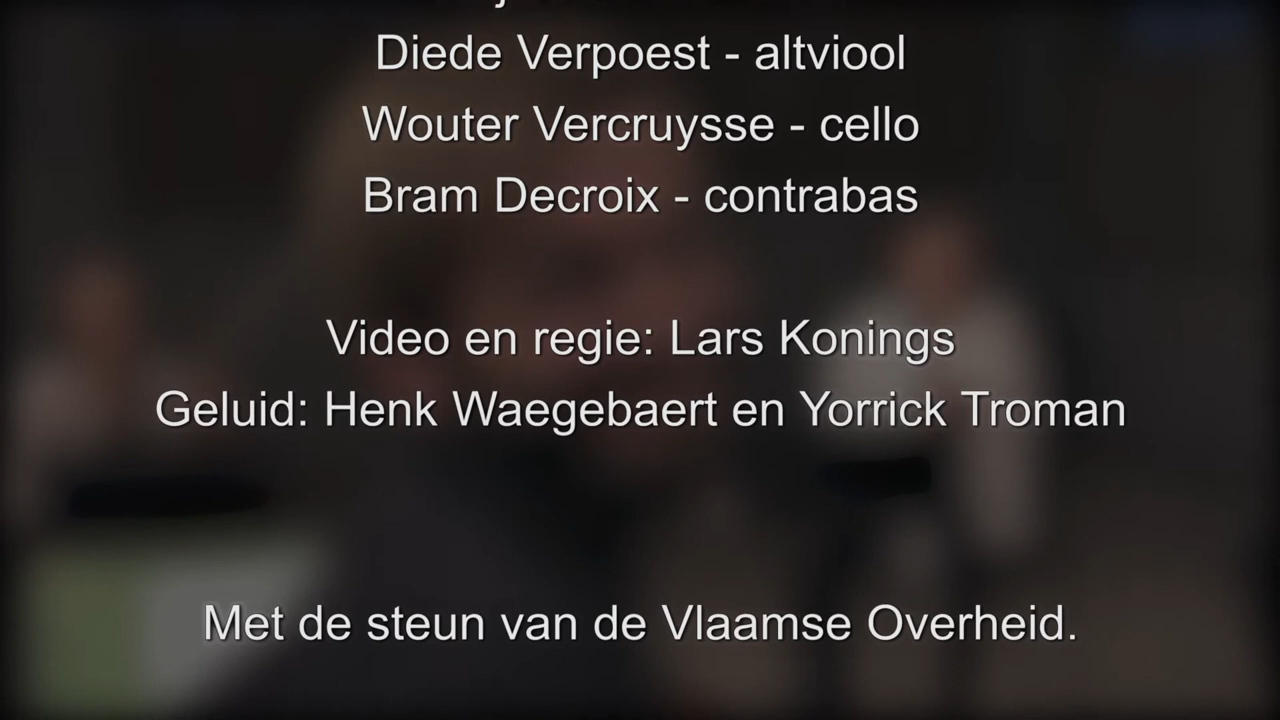 Diede Verpoest - altviool
Wouter Vercruysse - cello
Bram Decroix - contrabas
Video en regie: Lars Konings
Geluid: Henk Waegebaert en Yorrick Troman
Met de steun van de Vlaamse Overheid.